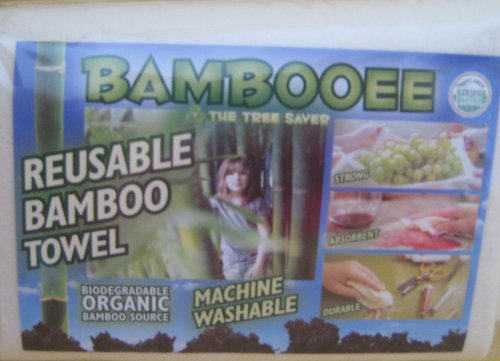 BAMBOOEE
THE TREE SAVER
REUSABLE
BAMBOO
TOWEL
STRONG
ABSORBENT
DURABLE
BIODEGRADABLE
ORGANIC
BAMBOO SOURCE
MACHINE
WASHABLE